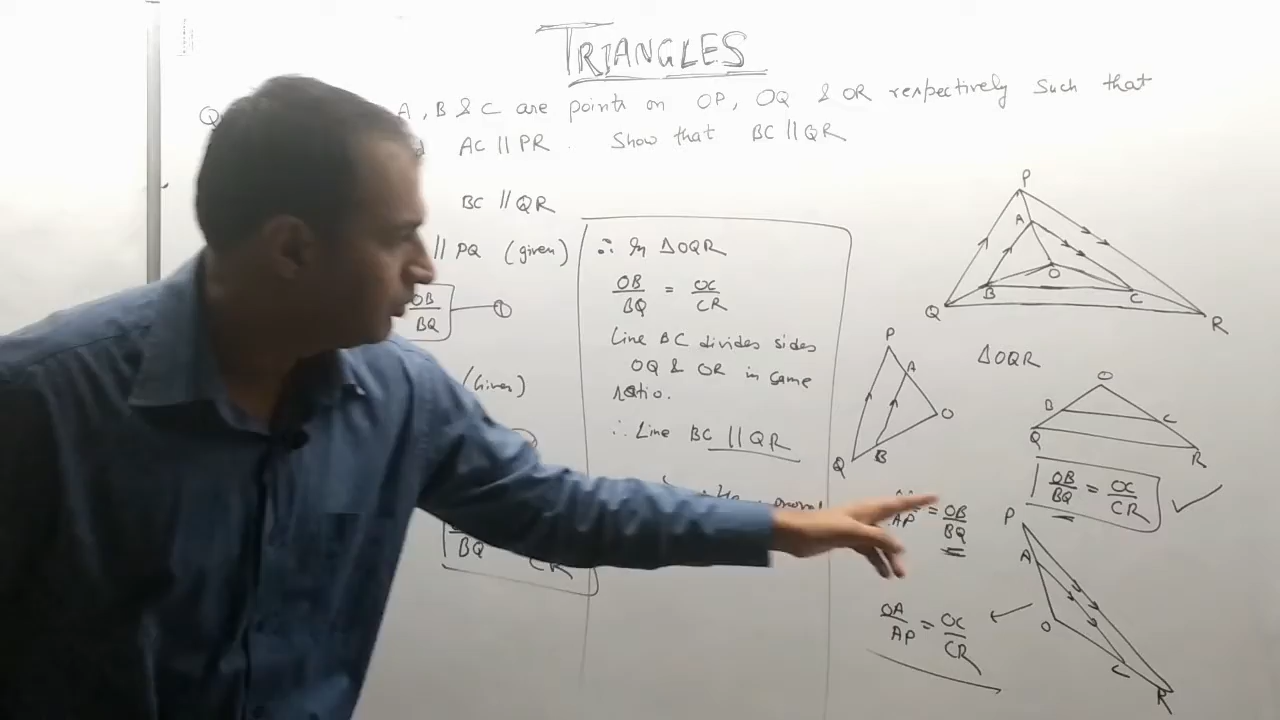 TRIANGLES
Q A, B & C are points on OP, OQ & OR respectively such that
AC || PR. Show that BC || QR
BC || QR
|| PQ (given)
OB
BQ
1
(Given)
BQ
CR
∴ In ΔOQR
OB/BQ = OC/CR
Line BC divides sides
OQ & OR in same
ratio.
∴ Line BC || QR
P
A
O
B
C
Q
R
P
A
O
B
Q
AP = OB/BQ
OA/AP = OC/CR
ΔOQR
O
B
C
Q
R
OB/BQ = OC/CR
P
A
O
C
R